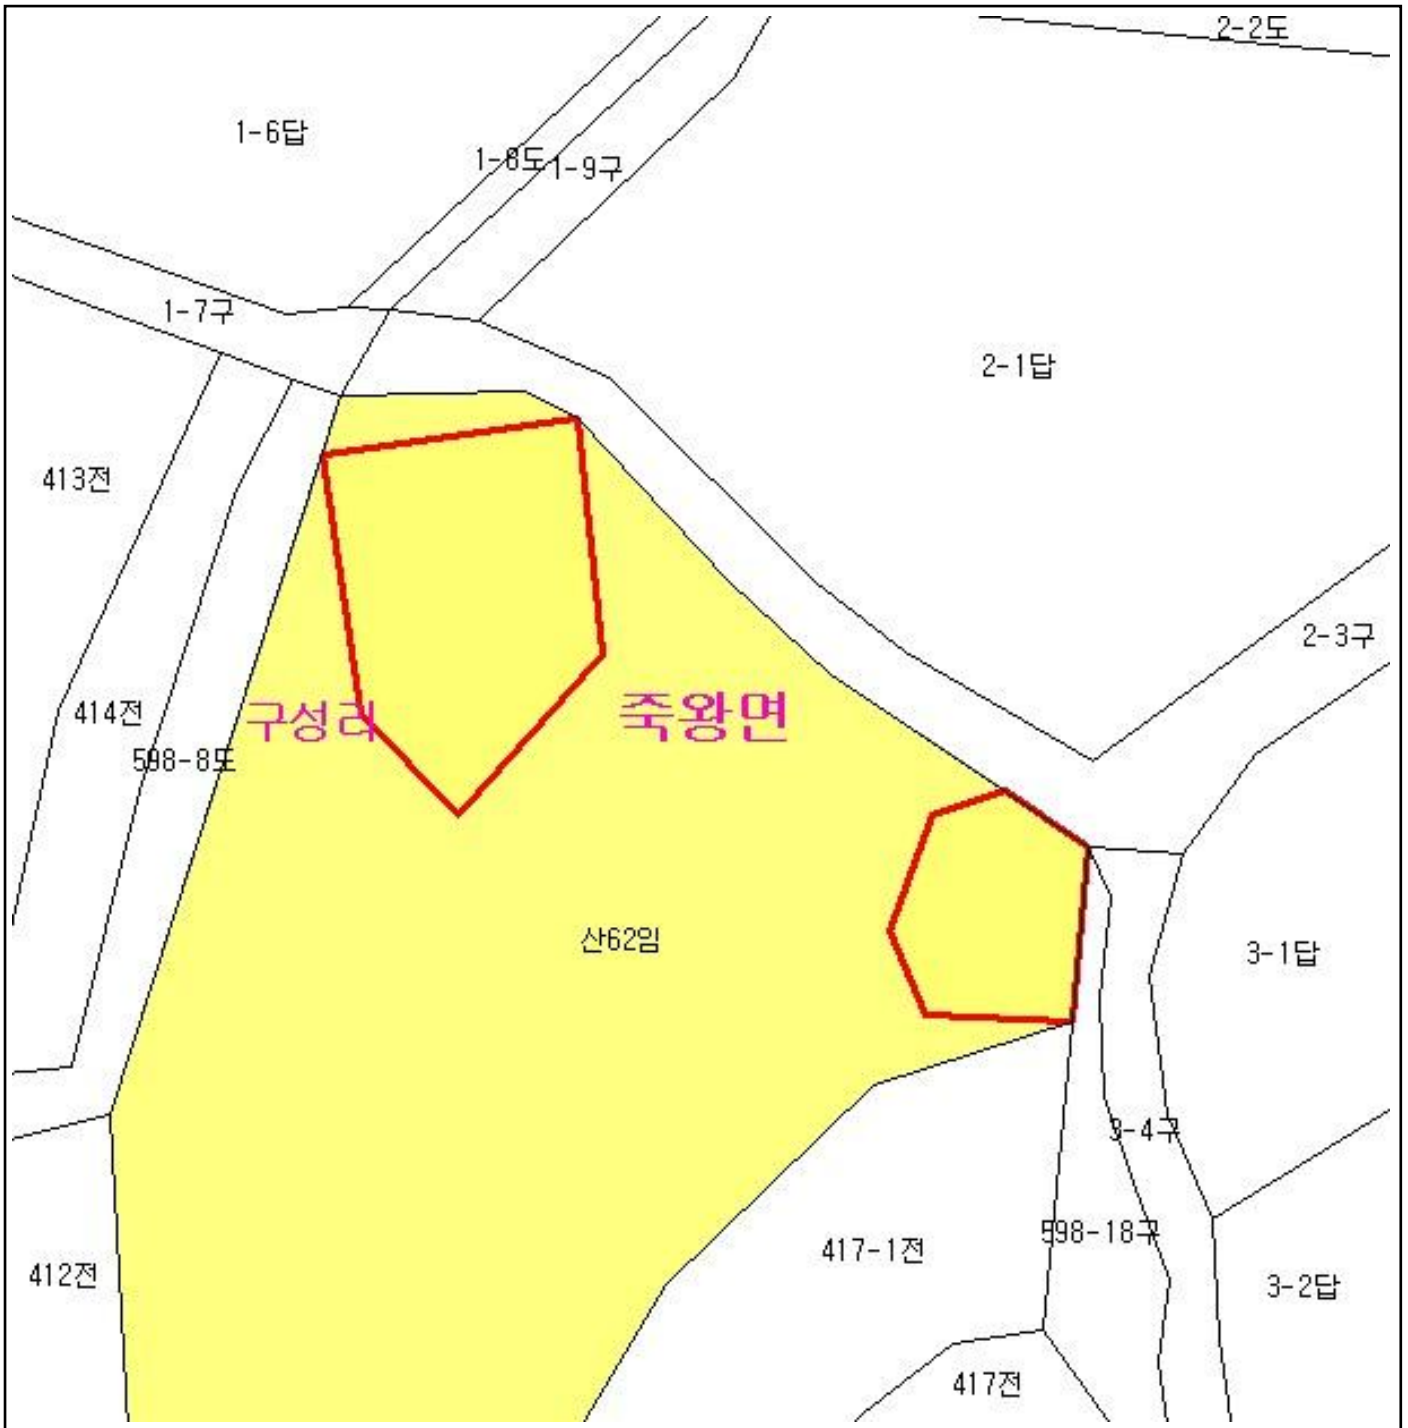 2-2도
1-6답
1-8도
1-9구
1-7구
2-1답
413전
2-3구
414전
구성리
죽왕면
598-8도
산62임
3-1답
3-4구
598-18구
417-1전
412전
3-2답
417전